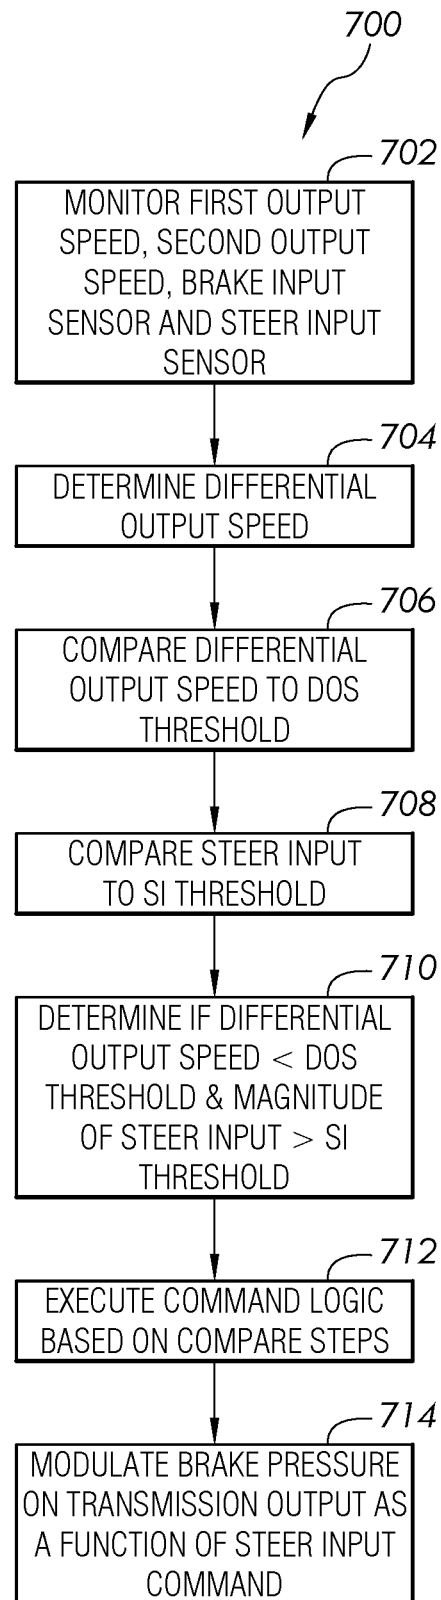 700
702
MONITOR FIRST OUTPUT
SPEED, SECOND OUTPUT
SPEED, BRAKE INPUT
SENSOR AND STEER INPUT
SENSOR
704
DETERMINE DIFFERENTIAL
OUTPUT SPEED
706
COMPARE DIFFERENTIAL
OUTPUT SPEED TO DOS
THRESHOLD
708
COMPARE STEER INPUT
TO SI THRESHOLD
710
DETERMINE IF DIFFERENTIAL
OUTPUT SPEED < DOS
THRESHOLD & MAGNITUDE
OF STEER INPUT > SI
THRESHOLD
712
EXECUTE COMMAND LOGIC
BASED ON COMPARE STEPS
714
MODULATE BRAKE PRESSURE
ON TRANSMISSION OUTPUT AS
A FUNCTION OF STEER INPUT
COMMAND